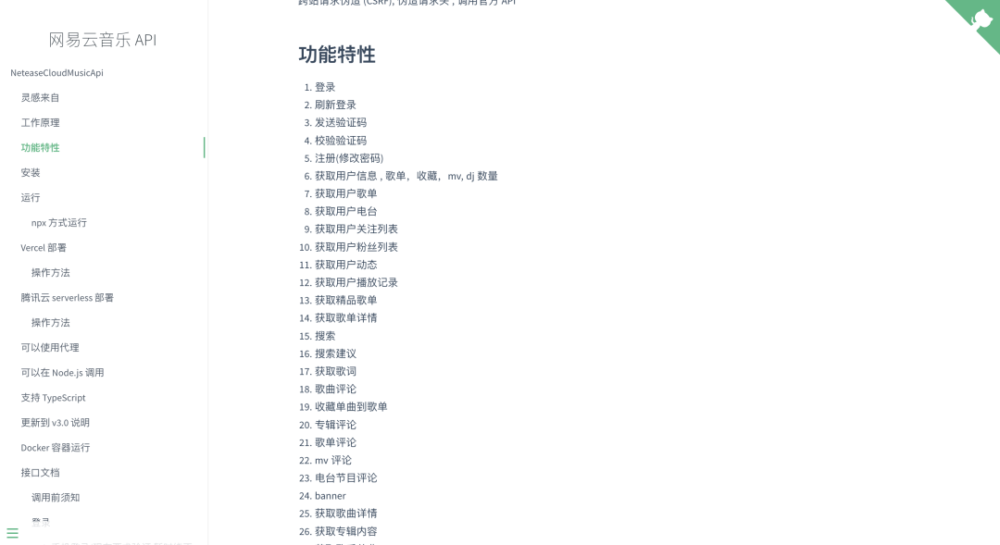 网易云音乐 API
NeteaseCloudMusicApi
灵感来自
工作原理
功能特性
安装
运行
npx 方式运行
Vercel 部署
操作方法
腾讯云 serverless 部署
操作方法
可以使用代理
可以在 Node.js 调用
支持 TypeScript
更新到 v3.0 说明
Docker 容器运行
接口文档
调用前须知
登录
跨站请求伪造 (CSRF), 伪造请求头 , 调用官方 API
功能特性
1. 登录
2. 刷新登录
3. 发送验证码
4. 校验验证码
5. 注册(修改密码)
6. 获取用户信息 , 歌单，收藏，mv, dj 数量
7. 获取用户歌单
8. 获取用户电台
9. 获取用户关注列表
10. 获取用户粉丝列表
11. 获取用户动态
12. 获取用户播放记录
13. 获取精品歌单
14. 获取歌单详情
15. 搜索
16. 搜索建议
17. 获取歌词
18. 歌曲评论
19. 收藏单曲到歌单
20. 专辑评论
21. 歌单评论
22. mv 评论
23. 电台节目评论
24. banner
25. 获取歌曲详情
26. 获取专辑内容